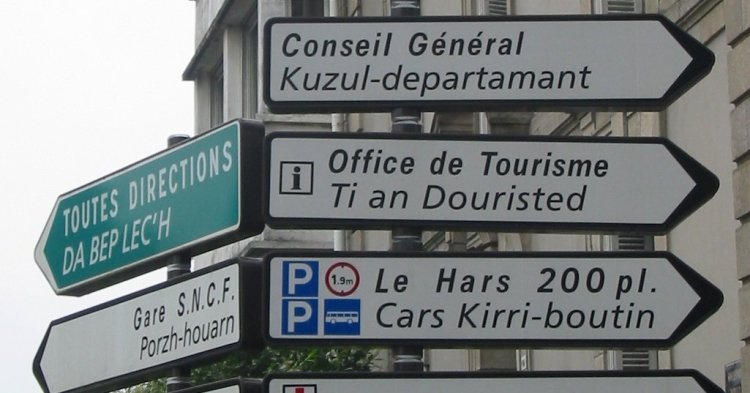 Conseil Général
Kuzul-departamant
i Office de Tourisme
Ti an Douristed
TOUTES DIRECTIONS
DA BEP LEC'H
P 1.9m Le Hars 200 pl.
P Cars Kirri-boutin
Gare S.N.C.F.
Porzh-houarn